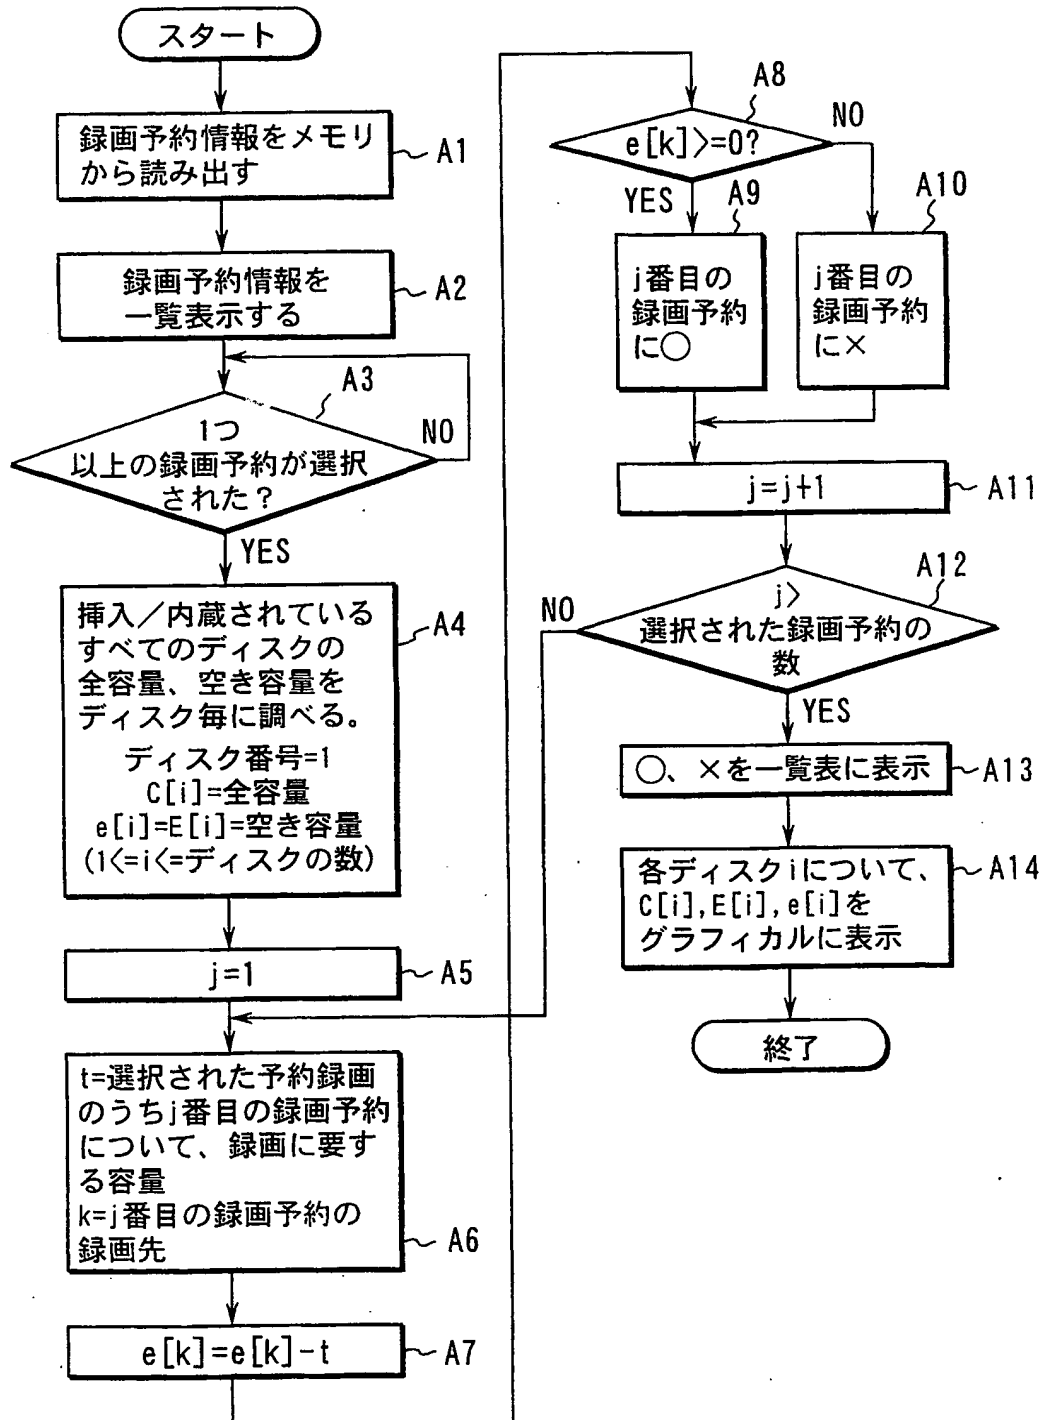 スタート
録画予約情報をメモリ
から読み出す
A1
録画予約情報を
一覧表示する
A2
A3
1つ
以上の録画予約が選択
された?
NO
YES
挿入/内蔵されている
すべてのディスクの
全容量、空き容量を
ディスク毎に調べる。
ディスク番号=1
C[i]=全容量
e[i]=E[i]=空き容量
(1<=i<=ディスクの数)
A4
j=1
A5
t=選択された予約録画
のうちj番目の録画予約
について、録画に要す
る容量
k=j番目の録画予約の
録画先
A6
e[k]=e[k]-t
A7
A8
e[k]>=0?
NO
YES
A9
j番目の
録画予約
に○
A10
j番目の
録画予約
に×
j=j+1
A11
A12
j>
選択された録画予約の
数
NO
YES
○、×を一覧表に表示
A13
各ディスクiについて、
C[i],E[i],e[i]を
グラフィカルに表示
A14
終了